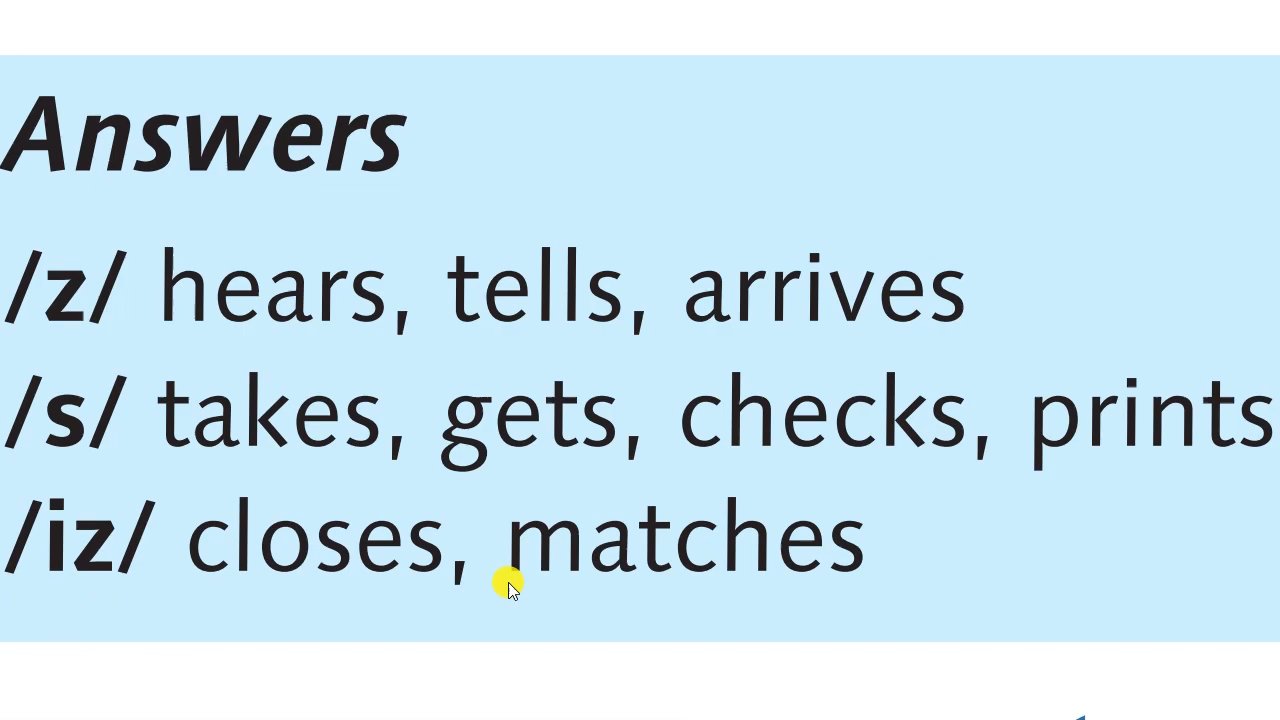 Answers
/z/ hears, tells, arrives
/s/ takes, gets, checks, prints
/iz/ closes, matches